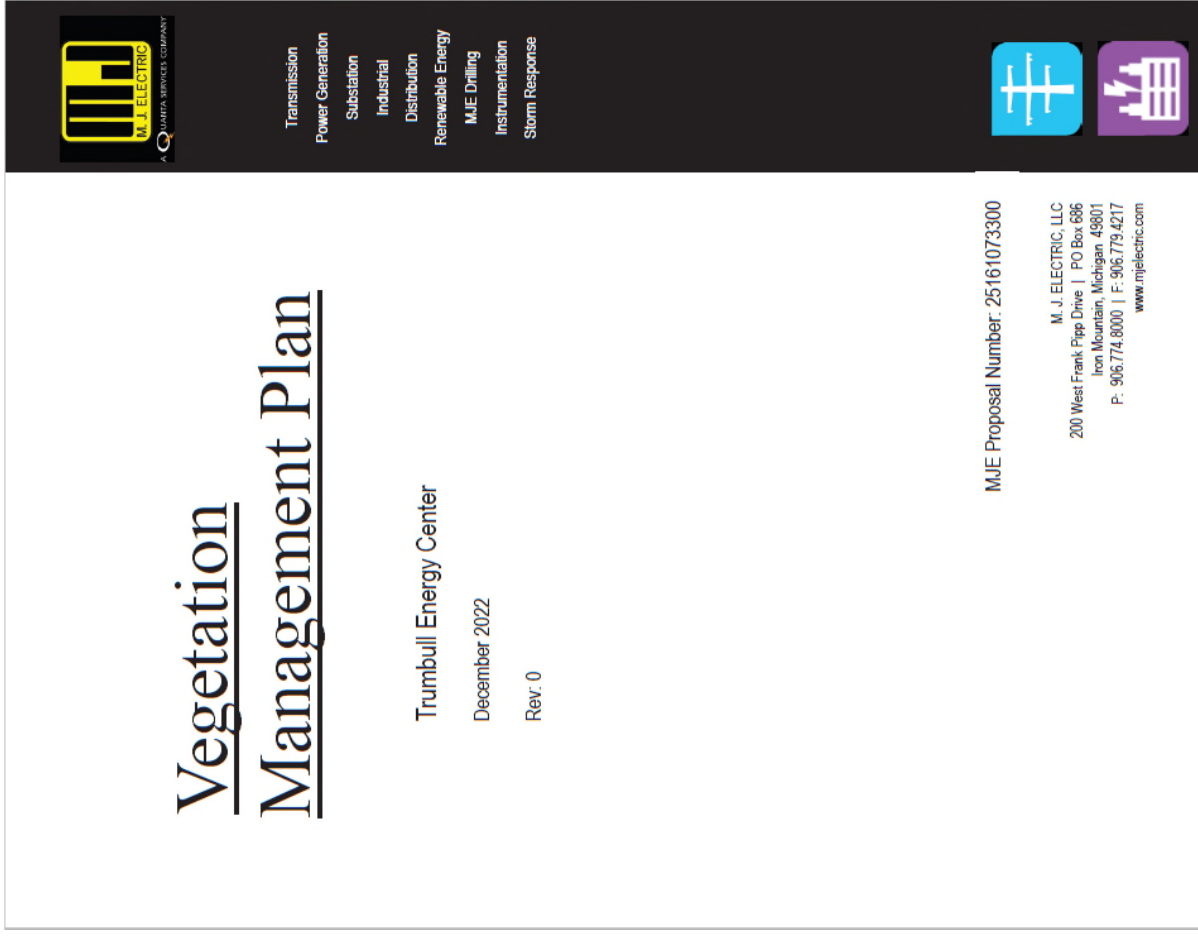 Vegetation
Management Plan
Trumbull Energy Center
December 2022
Rev: 0
M. J. ELECTRIC
A QUANTA SERVICES COMPANY
Transmission
Power Generation
Substation
Industrial
Distribution
Renewable Energy
MJE Drilling
Instrumentation
Storm Response
MJE Proposal Number: 25161073300
M. J. ELECTRIC, LLC
200 West Frank Pipp Drive | PO Box 686
Iron Mountain, Michigan 49801
P: 906.774.8000 | F: 906.779.4217
www.mjelectric.com